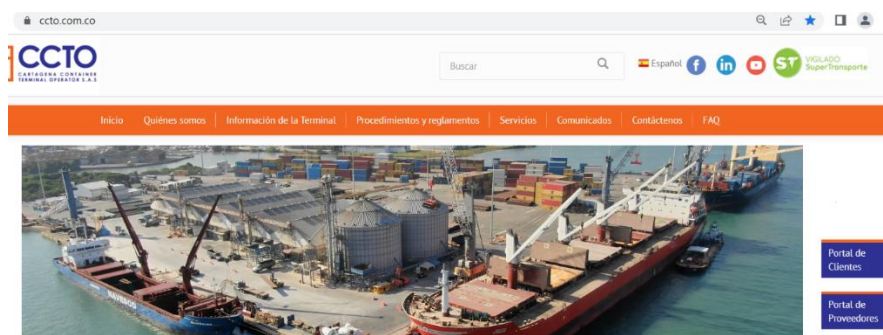 ccto.com.co
CCTO
CARTAGENA CONTAINER
TERMINAL OPERATOR S.A.S
Buscar
Español
ST
VIGILADO
SuperTransporte
Inicio
Quiénes somos
Información de la Terminal
Procedimientos y reglamentos
Servicios
Comunicados
Contáctenos
FAQ
Portal de
Clientes
Portal de
Proveedores